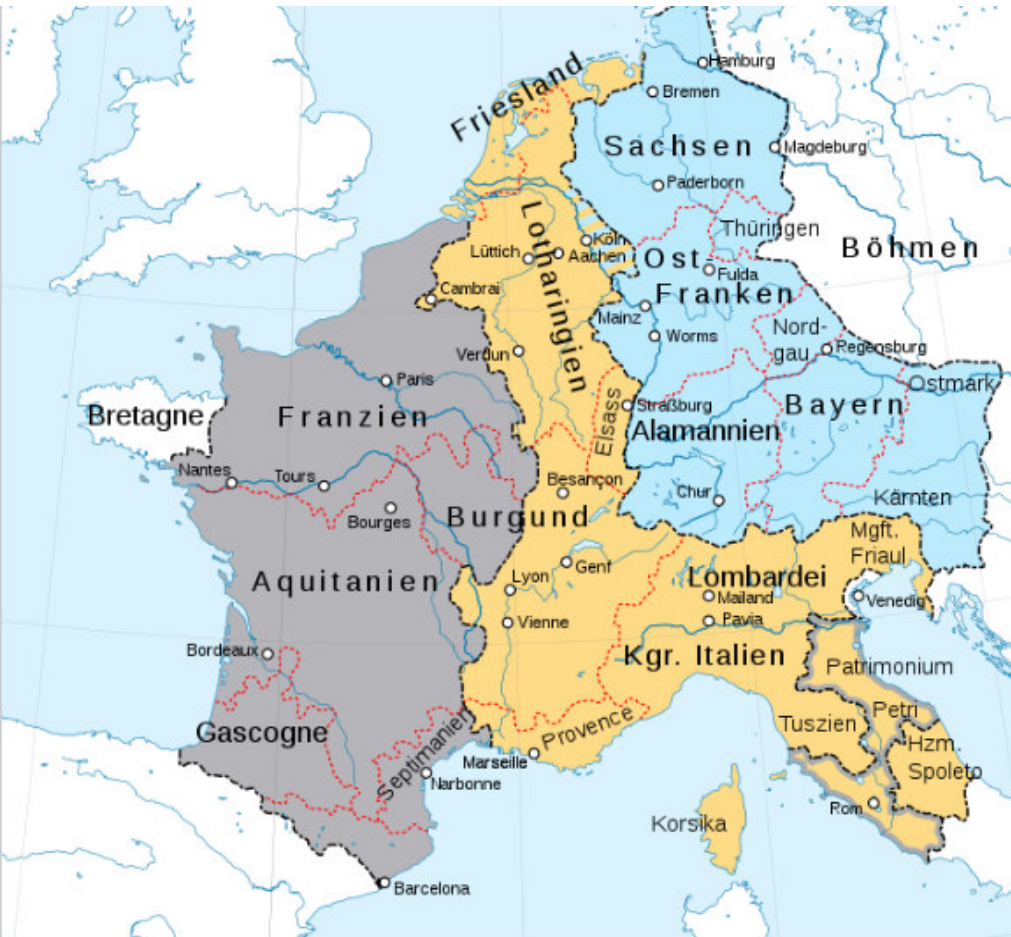 Hamburg
Friesland
Bremen
Sachsen
Magdeburg
Paderborn
Thüringen
Lotharingien
Köln
Lüttich
Aachen
Ost-
Böhmen
Fulda
Franken
Cambrai
Mainz
Nord-
gau
Worms
Verdun
Regensburg
Paris
Ostmark
Elsass
Straßburg
Bayern
Bretagne
Franzien
Alamannien
Nantes
Tours
Besançon
Chur
Kärnten
Bourges
Burgund
Mgft.
Friaul
Genf
Aquitanien
Lyon
Lombardei
Mailand
Venedig
Vienne
Pavia
Bordeaux
Kgr. Italien
Patrimonium
Petri
Gascogne
Septimanien
Provence
Tuszien
Hzm.
Spoleto
Marseille
Narbonne
Rom
Korsika
Barcelona